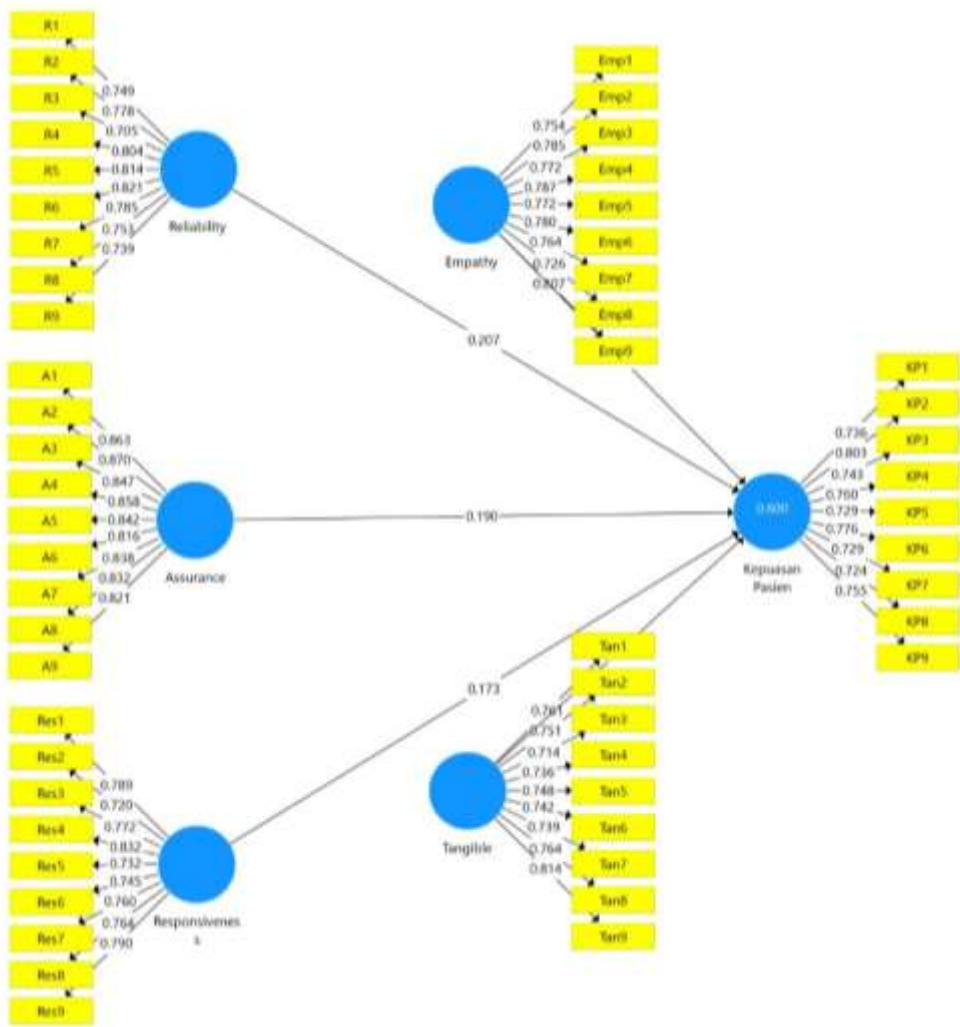 R1
R2
R3
R4
R5
R6
R7
R8
R9
0.749
0.778
0.705
0.804
0.814
0.821
0.785
0.753
0.739
Reliability
Emp1
Emp2
Emp3
Emp4
Emp5
Emp6
Emp7
Emp8
Emp9
0.754
0.785
0.772
0.787
0.772
0.780
0.764
0.726
0.807
Empathy
0.207
A1
A2
A3
A4
A5
A6
A7
A8
A9
0.863
0.870
0.847
0.858
0.842
0.816
0.838
0.832
0.821
Assurance
0.190
KP1
KP2
KP3
KP4
KP5
KP6
KP7
KP8
KP9
0.736
0.803
0.743
0.760
0.729
0.776
0.729
0.724
0.755
0.600
Kepuasan
Pasien
0.173
Res1
Res2
Res3
Res4
Res5
Res6
Res7
Res8
Res9
0.789
0.720
0.772
0.832
0.732
0.745
0.760
0.764
0.790
Responsivenes
s
Tan1
Tan2
Tan3
Tan4
Tan5
Tan6
Tan7
Tan8
Tan9
0.761
0.751
0.714
0.736
0.748
0.742
0.739
0.764
0.814
Tangible